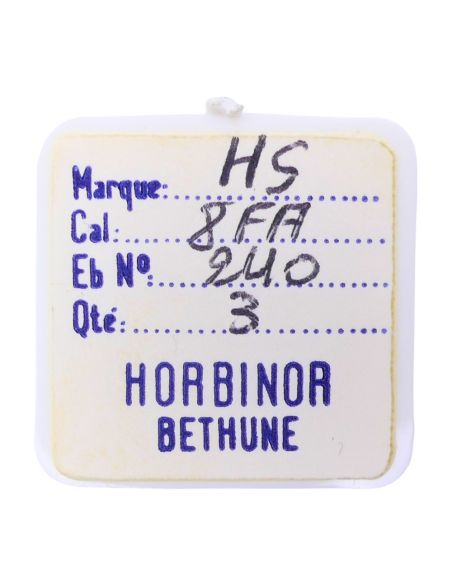 Marque: HS
Cal: 8FA
Eb Nº 240
Qté: 3
HORBINOR
BETHUNE